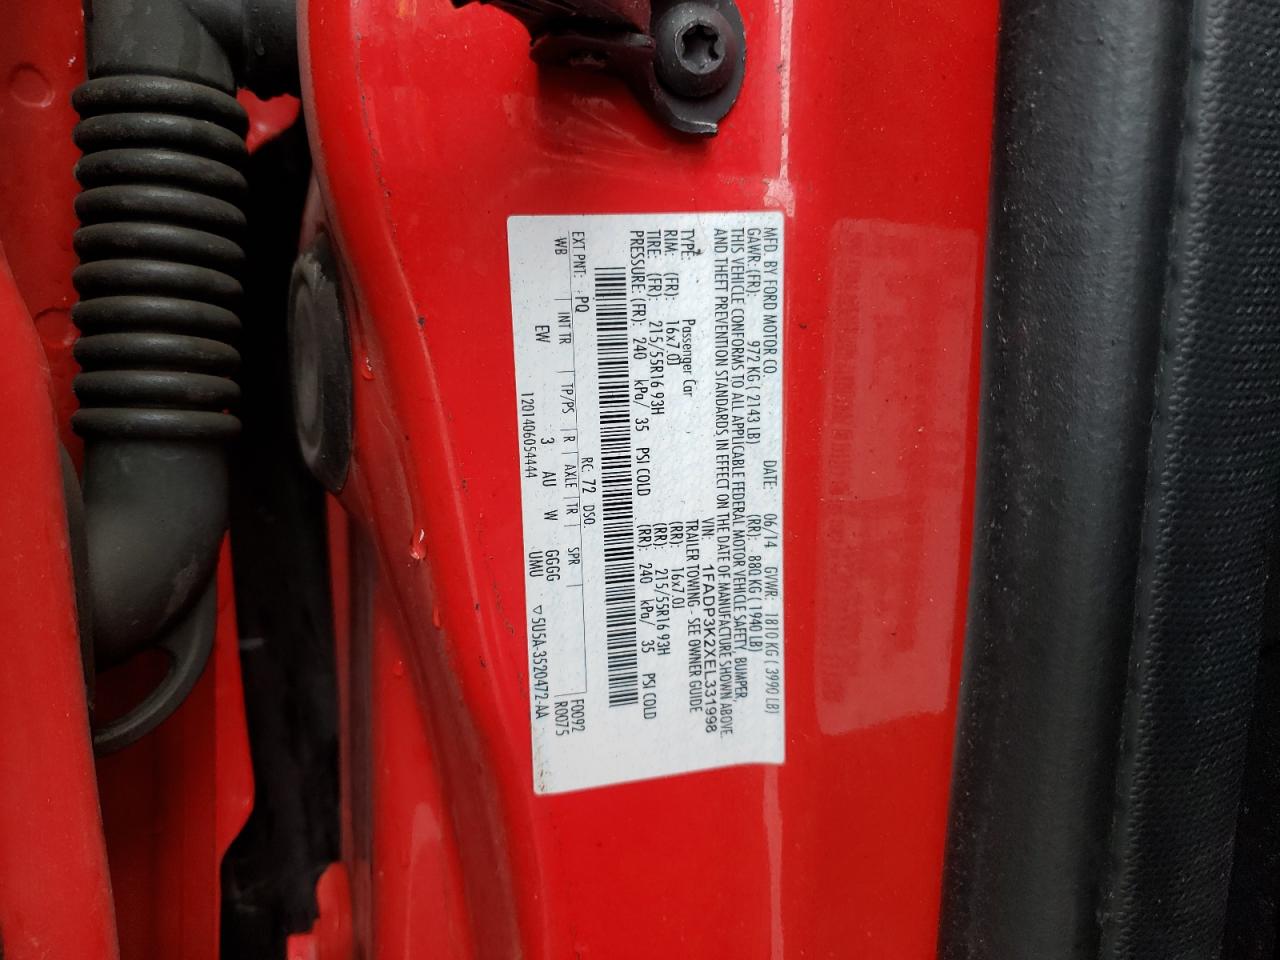 MFD. BY FORD MOTOR CO. DATE: 06/14 GVWR: 1810 KG ( 3990 LB)
GAWR: (FR): 972 KG ( 2143 LB) (RR): 880 KG ( 1940 LB)
THIS VEHICLE CONFORMS TO ALL APPLICABLE FEDERAL MOTOR VEHICLE SAFETY, BUMPER,
AND THEFT PREVENTION STANDARDS IN EFFECT ON THE DATE OF MANUFACTURE SHOWN ABOVE.
VIN: 1FADP3K2XEL331998
TYPE: Passenger Car TRAILER TOWING - SEE OWNER GUIDE
RIM: (FR): 16x7.0J (RR): 16x7.0J
TIRE: (FR): 215/55R16 93H (RR): 215/55R16 93H
PRESSURE: (FR): 240 kPa/ 35 PSI COLD (RR): 240 kPa/ 35 PSI COLD
RC: 72 DSO:
EXT PNT: PQ F0092
WB INT TR TP/PS R AXLE TR SPR R0075
EW 3 AU W GGGG
UMU
1201406054444 ▽ 5U5A-3520472-AA